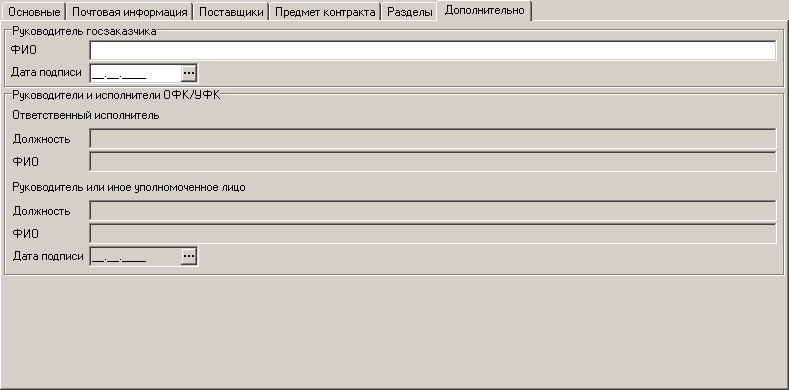 Основные Почтовая информация Поставщики Предмет контракта Разделы Дополнительно
Руководитель госзаказчика
ФИО
Дата подписи __.__.____ ...
Руководители и исполнители ОФК/УФК
Ответственный исполнитель
Должность
ФИО
Руководитель или иное уполномоченное лицо
Должность
ФИО
Дата подписи __.__.____ ...